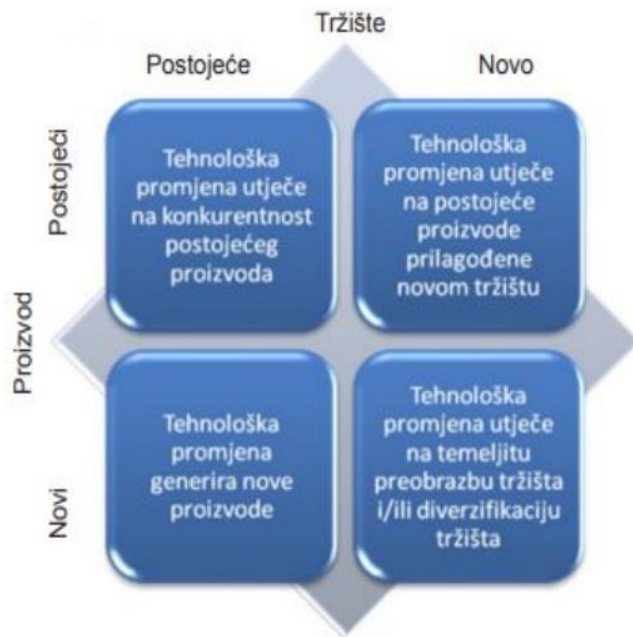 Tržište
Postojeće
Novo
Postojeći
Tehnološka
promjena utječe
na konkurentnost
postojećeg
proizvoda
Tehnološka
promjena utječe
na postojeće
proizvode
prilagođene
novom tržištu
Proizvod
Novi
Tehnološka
promjena
generira nove
proizvode
Tehnološka
promjena utječe
na temeljitu
preobrazbu tržišta
i/ili diverzifikaciju
tržišta